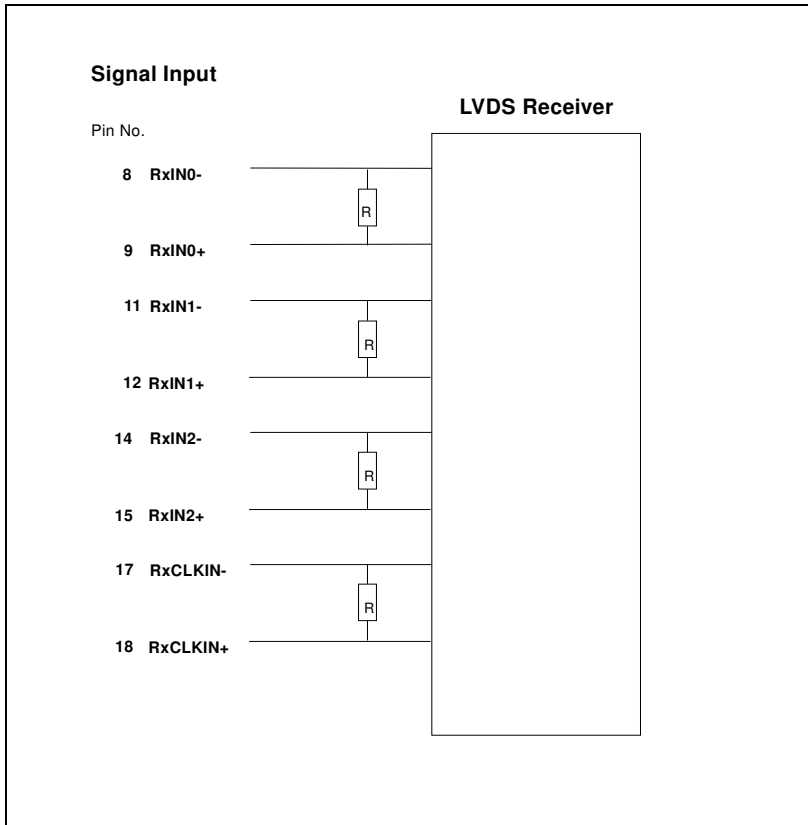 Signal Input
LVDS Receiver
Pin No.
8 RxIN0-
R
9 RxIN0+
11 RxIN1-
R
12 RxIN1+
14 RxIN2-
R
15 RxIN2+
17 RxCLKIN-
R
18 RxCLKIN+